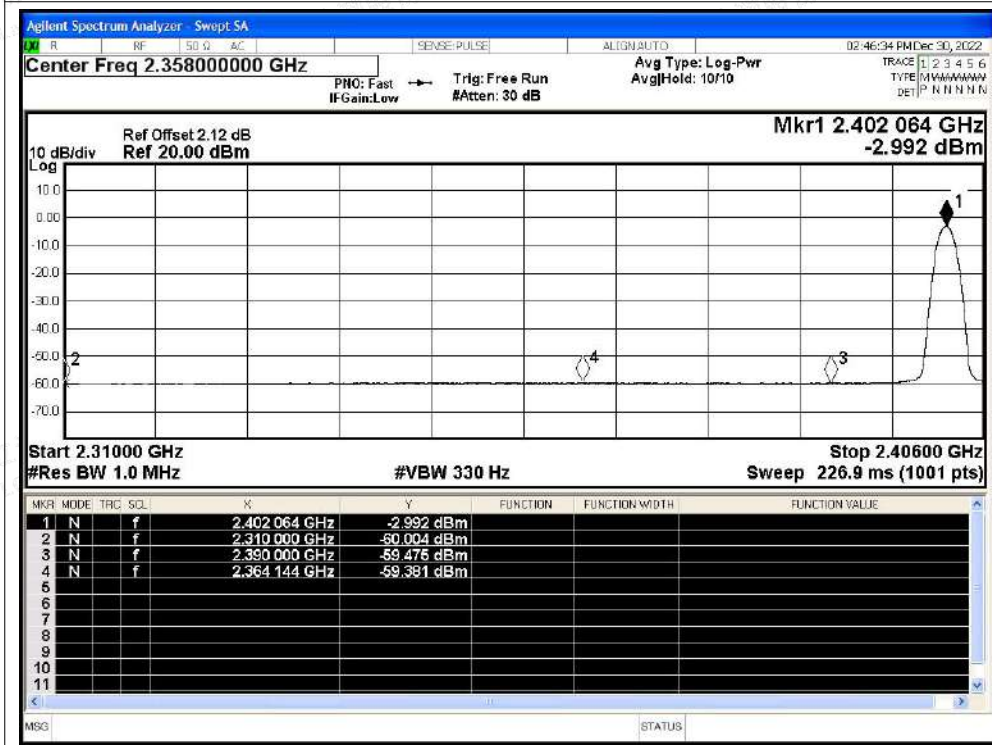 Agilent Spectrum Analyzer - Swept SA
LXI R RF 50 Ω AC SENSE:PULSE ALIGN AUTO 02:46:34 PM Dec 30, 2022
Center Freq 2.358000000 GHz
PNO: Fast
IFGain:Low
Trig: Free Run
#Atten: 30 dB
Avg Type: Log-Pwr
Avg|Hold: 10/10
TRACE 1 2 3 4 5 6
TYPE M WWWWW
DET P N N N N N
Ref Offset 2.12 dB
10 dB/div Ref 20.00 dBm
Log
Mkr1 2.402 064 GHz
-2.992 dBm
10.0
0.00
-10.0
-20.0
-30.0
-40.0
-50.0
-60.0
-70.0
1
2
4
3
Start 2.31000 GHz Stop 2.40600 GHz
#Res BW 1.0 MHz #VBW 330 Hz Sweep 226.9 ms (1001 pts)
MKR MODE TRC SCL X Y FUNCTION FUNCTION WIDTH FUNCTION VALUE
1 N f 2.402 064 GHz -2.992 dBm
2 N f 2.310 000 GHz -60.004 dBm
3 N f 2.390 000 GHz -59.475 dBm
4 N f 2.364 144 GHz -59.381 dBm
5
6
7
8
9
10
11
MSG STATUS